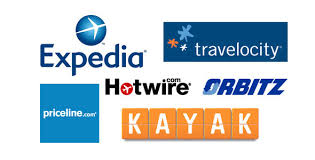 Expedia®
travelocity®
Hotwire®
.com
ORBITZ
priceline.com®
KAYAK